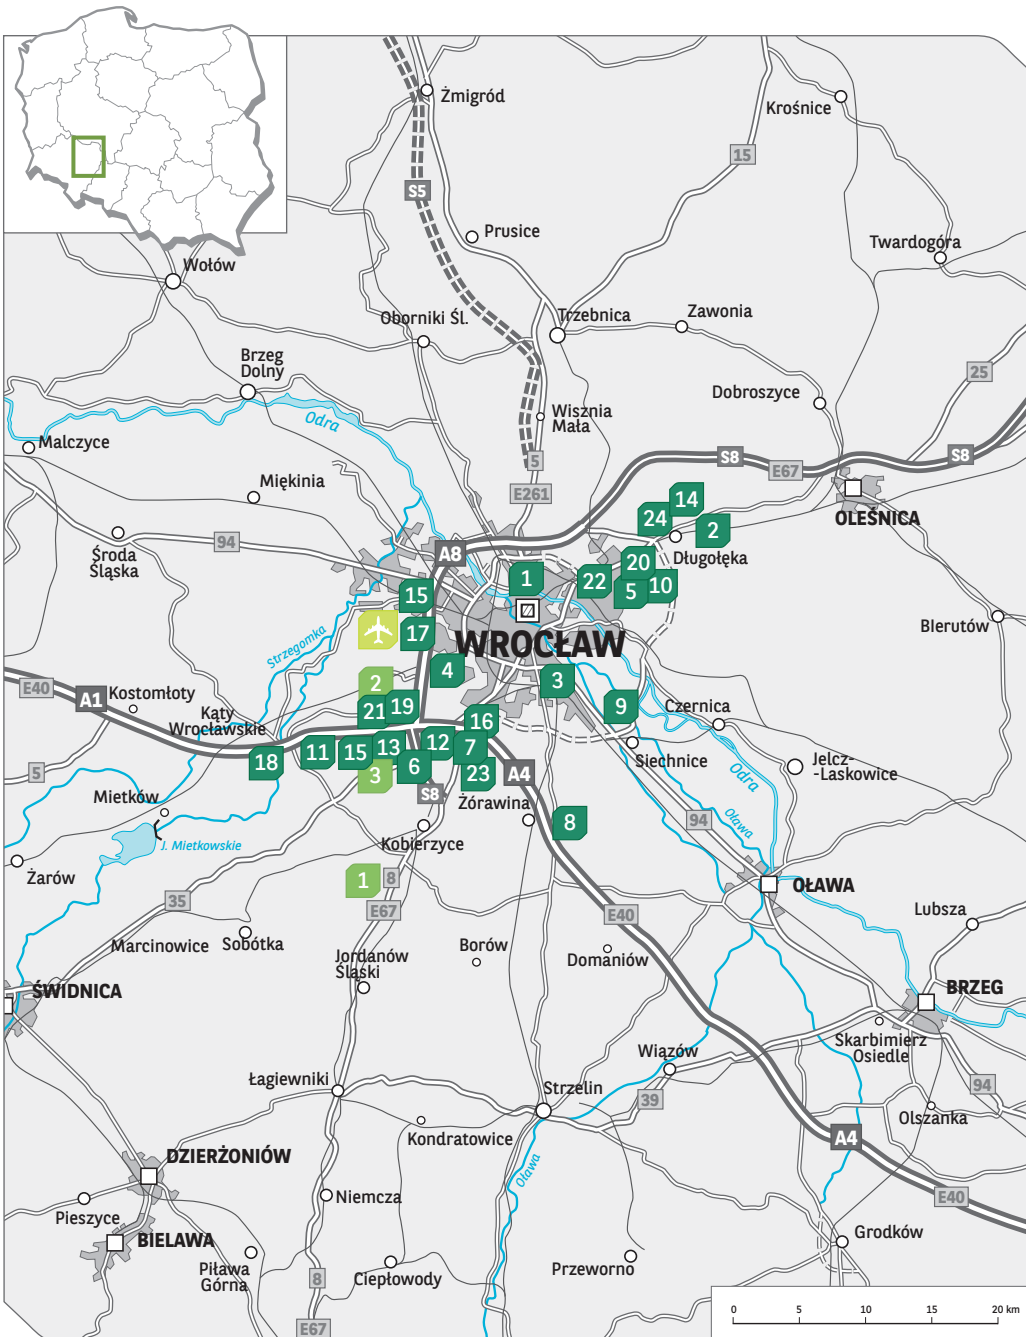 Żmigród
Krośnice
15
S5
Prusice
Twardogóra
Wołów
Oborniki Śl.
Trzebnica
Zawonia
Brzeg
Dolny
25
Dobroszyce
Odra
Wisznia
Mała
Malczyce
S8
S8
5
E67
Miękinia
E261
14
OLEŚNICA
24
2
Środa
Śląska
94
A8
Długołęka
20
1
22
5
10
15
17
WROCŁAW
BIerutów
Strzegomka
4
3
2
E40
A1
Kostomłoty
21
19
9
Czernica
Kąty
Wrocławskie
16
11
15
13
12
7
Siechnice
18
6
3
23
A4
Odra
Jelcz-
-Laskowice
5
Mietków
S8
Żórawina
8
94
Oława
J. Mietkowskie
Kobierzyce
Żarów
1
8
OŁAWA
35
E67
E40
Lubsza
Marcinowice
Sobótka
Borów
Domaniów
Jordanów
Śląski
ŚWIDNICA
BRZEG
Skarbimierz
Osiedle
Wiązów
Łagiewniki
Strzelin
39
94
Olszanka
Kondratowice
A4
DZIERŻONIÓW
Oława
Niemcza
E40
Pieszyce
BIELAWA
Grodków
Piława
Górna
8
Ciepłowody
Przeworno
E67
0 5 10 15 20 km